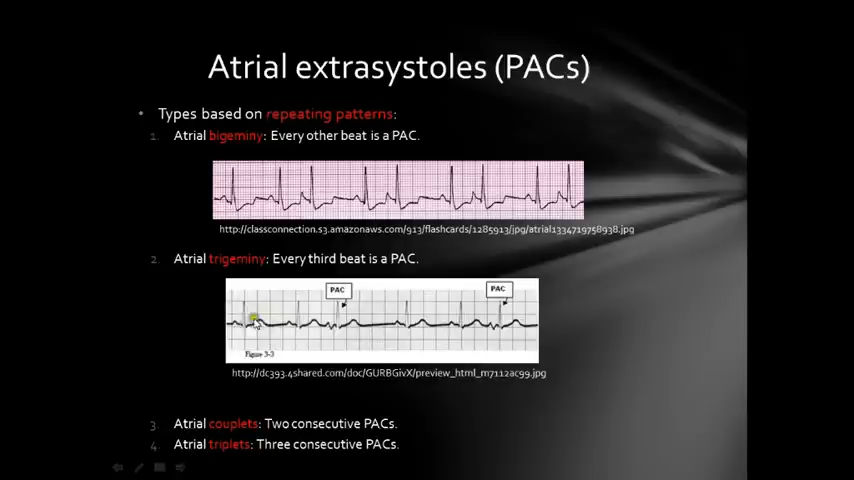 Atrial extrasystoles (PACs)
• Types based on repeating patterns:
1. Atrial bigeminy: Every other beat is a PAC.
http://classconnection.s3.amazonaws.com/913/flashcards/1285913/jpg/atrial1334719758938.jpg
2. Atrial trigeminy: Every third beat is a PAC.
PAC
PAC
Figure 3-3
http://dc393.4shared.com/doc/GURBGivX/preview_html_m7112ac99.jpg
3. Atrial couplets: Two consecutive PACs.
4. Atrial triplets: Three consecutive PACs.